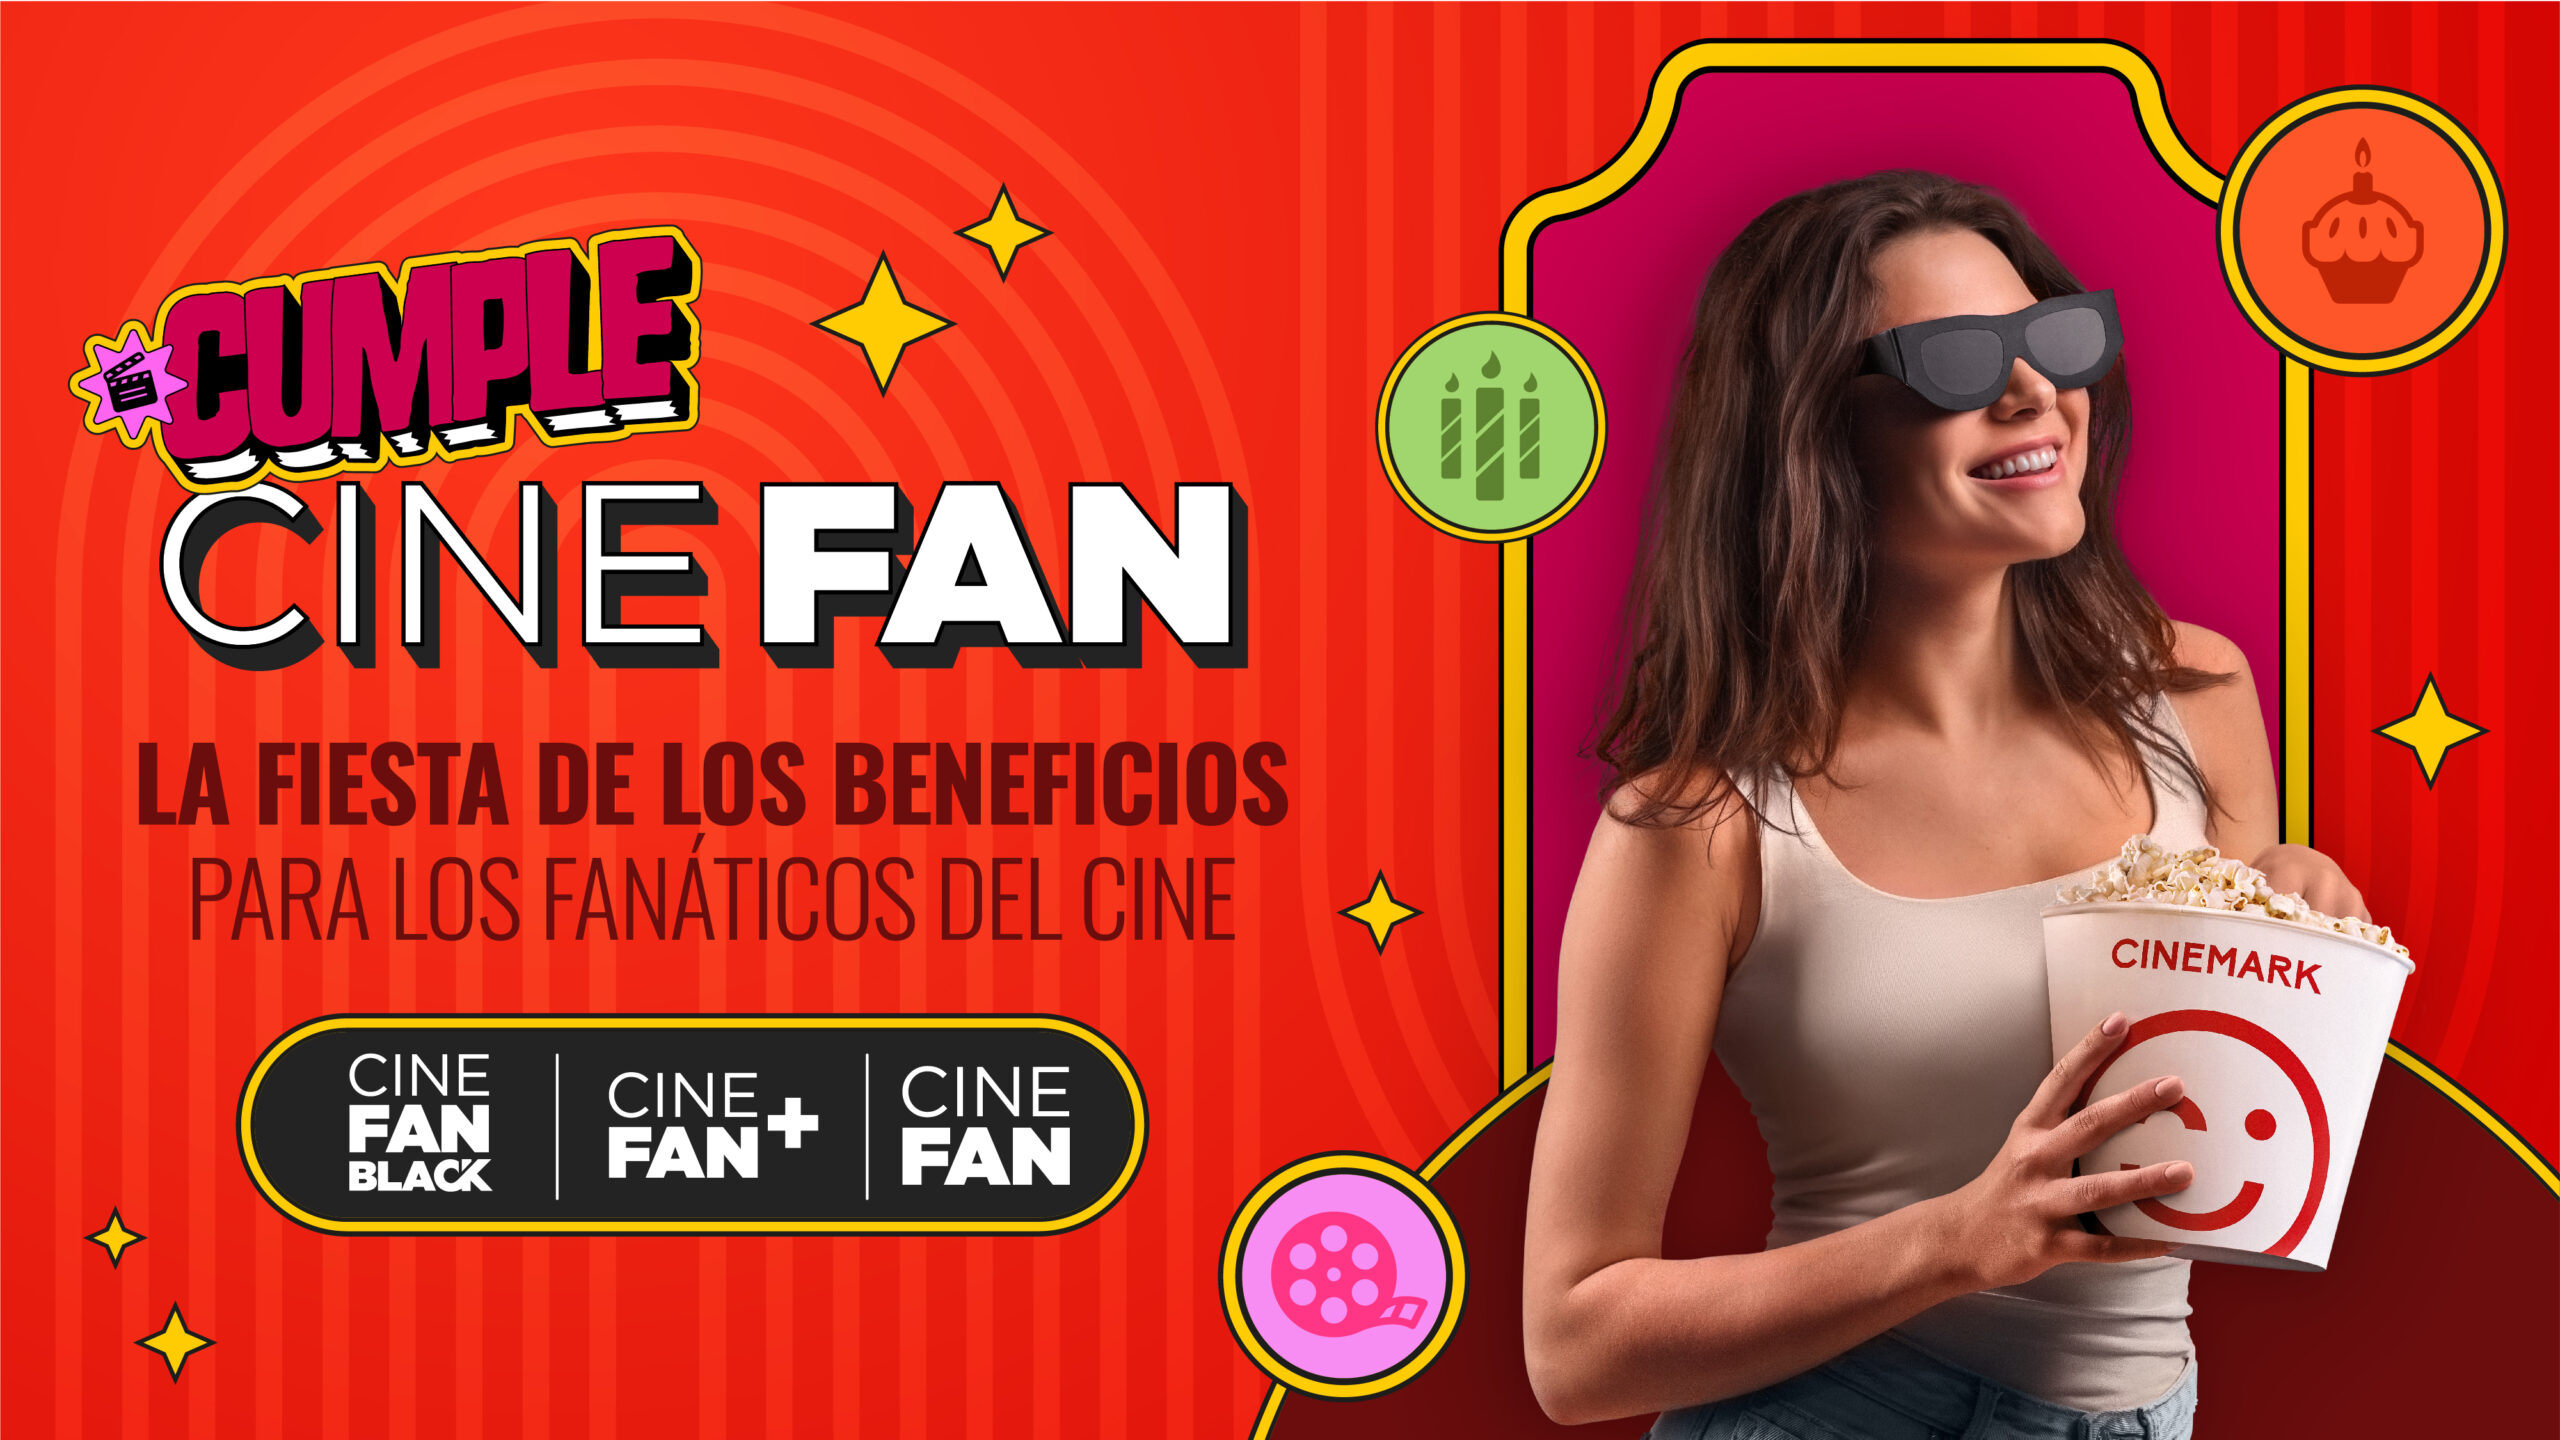 CUMPLE
CINE FAN
LA FIESTA DE LOS BENEFICIOS
PARA LOS FANÁTICOS DEL CINE
CINE
FAN
BLACK
CINE
FAN+
CINE
FAN
CINEMARK